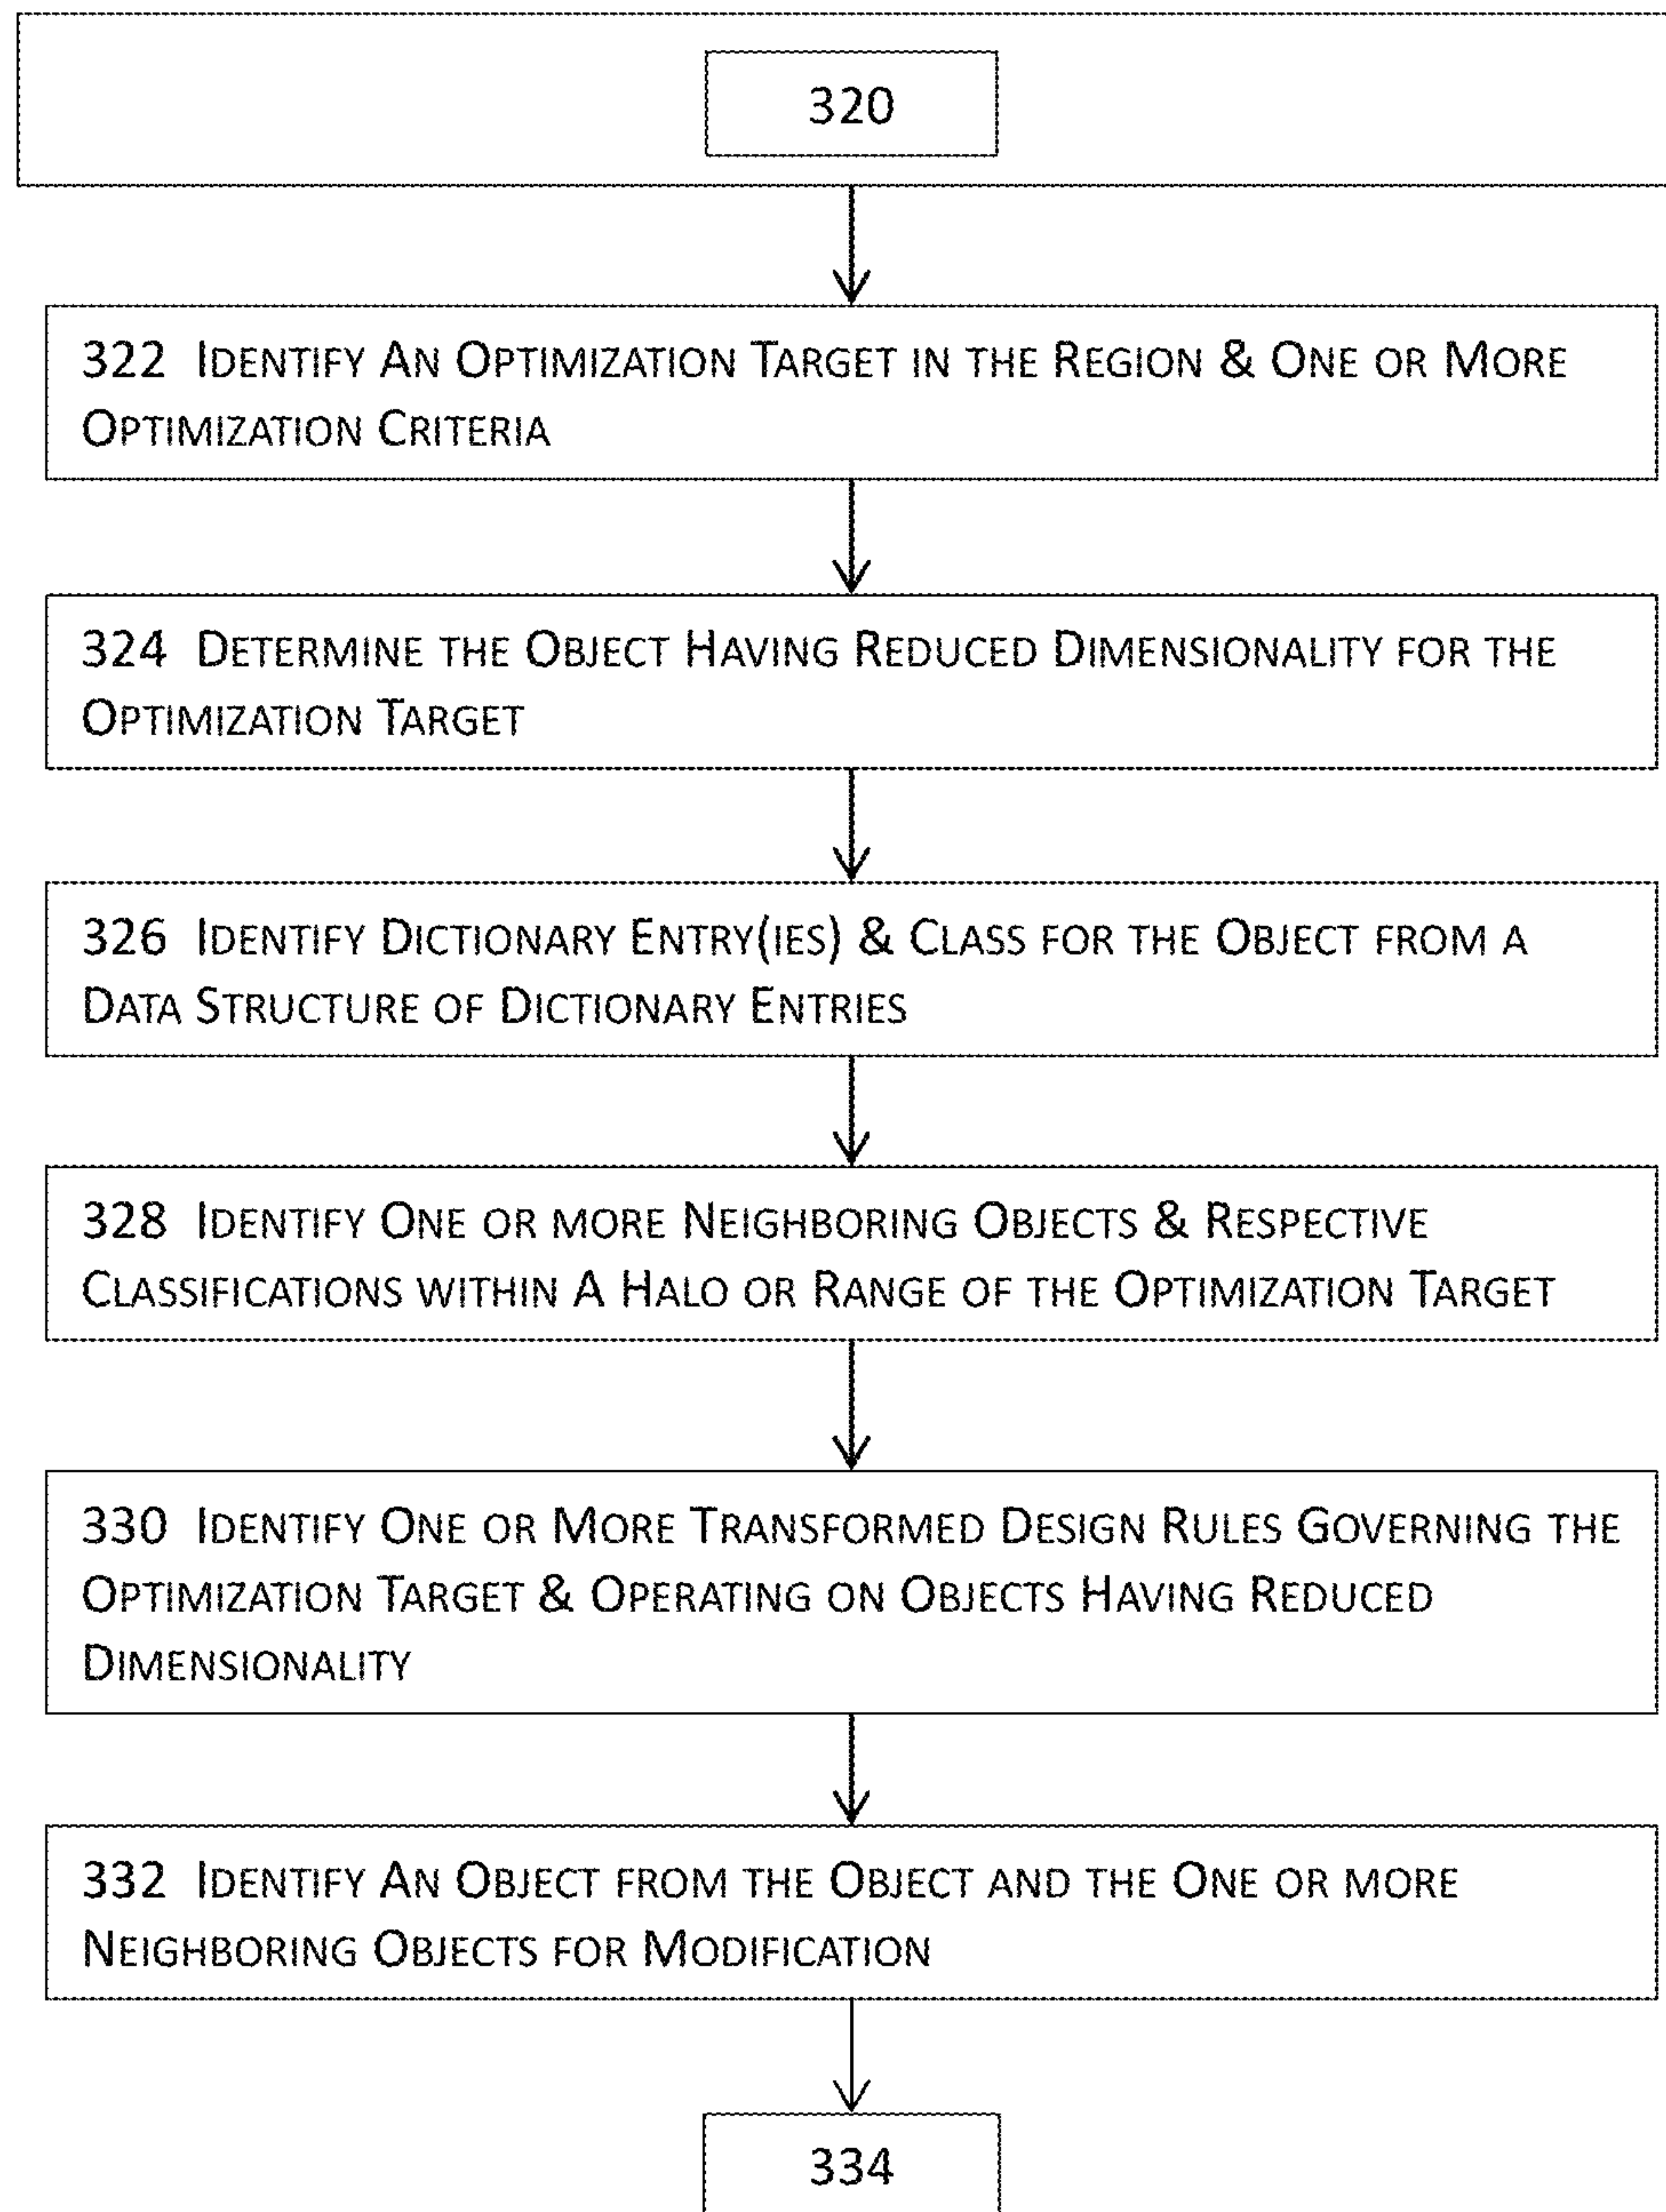 320
322 Identify An Optimization Target in the Region & One or More
Optimization Criteria
324 Determine the Object Having Reduced Dimensionality for the
Optimization Target
326 Identify Dictionary Entry(ies) & Class for the Object from a
Data Structure of Dictionary Entries
328 Identify One or more Neighboring Objects & Respective
Classifications within A Halo or Range of the Optimization Target
330 Identify One or More Transformed Design Rules Governing the
Optimization Target & Operating on Objects Having Reduced
Dimensionality
332 Identify An Object from the Object and the One or more
Neighboring Objects for Modification
334